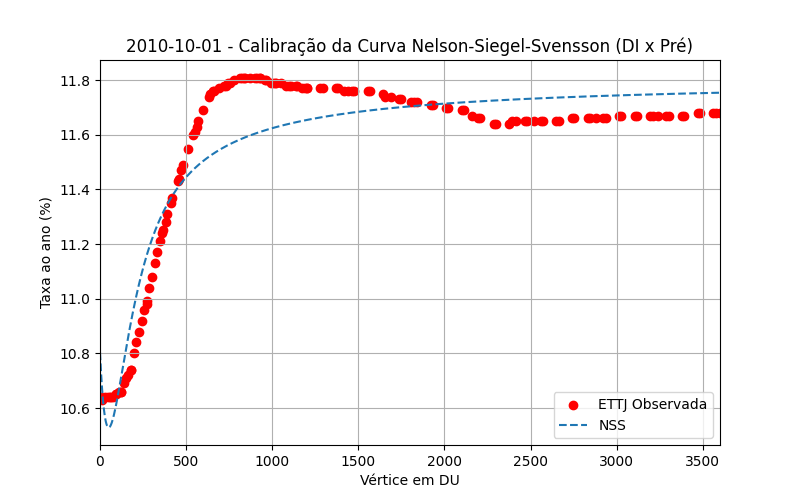 2010-10-01 - Calibração da Curva Nelson-Siegel-Svensson (DI x Pré)
Taxa ao ano (%)
11.8
11.6
11.4
11.2
11.0
10.8
10.6
0 500 1000 1500 2000 2500 3000 3500
Vértice em DU
ETTJ Observada
NSS